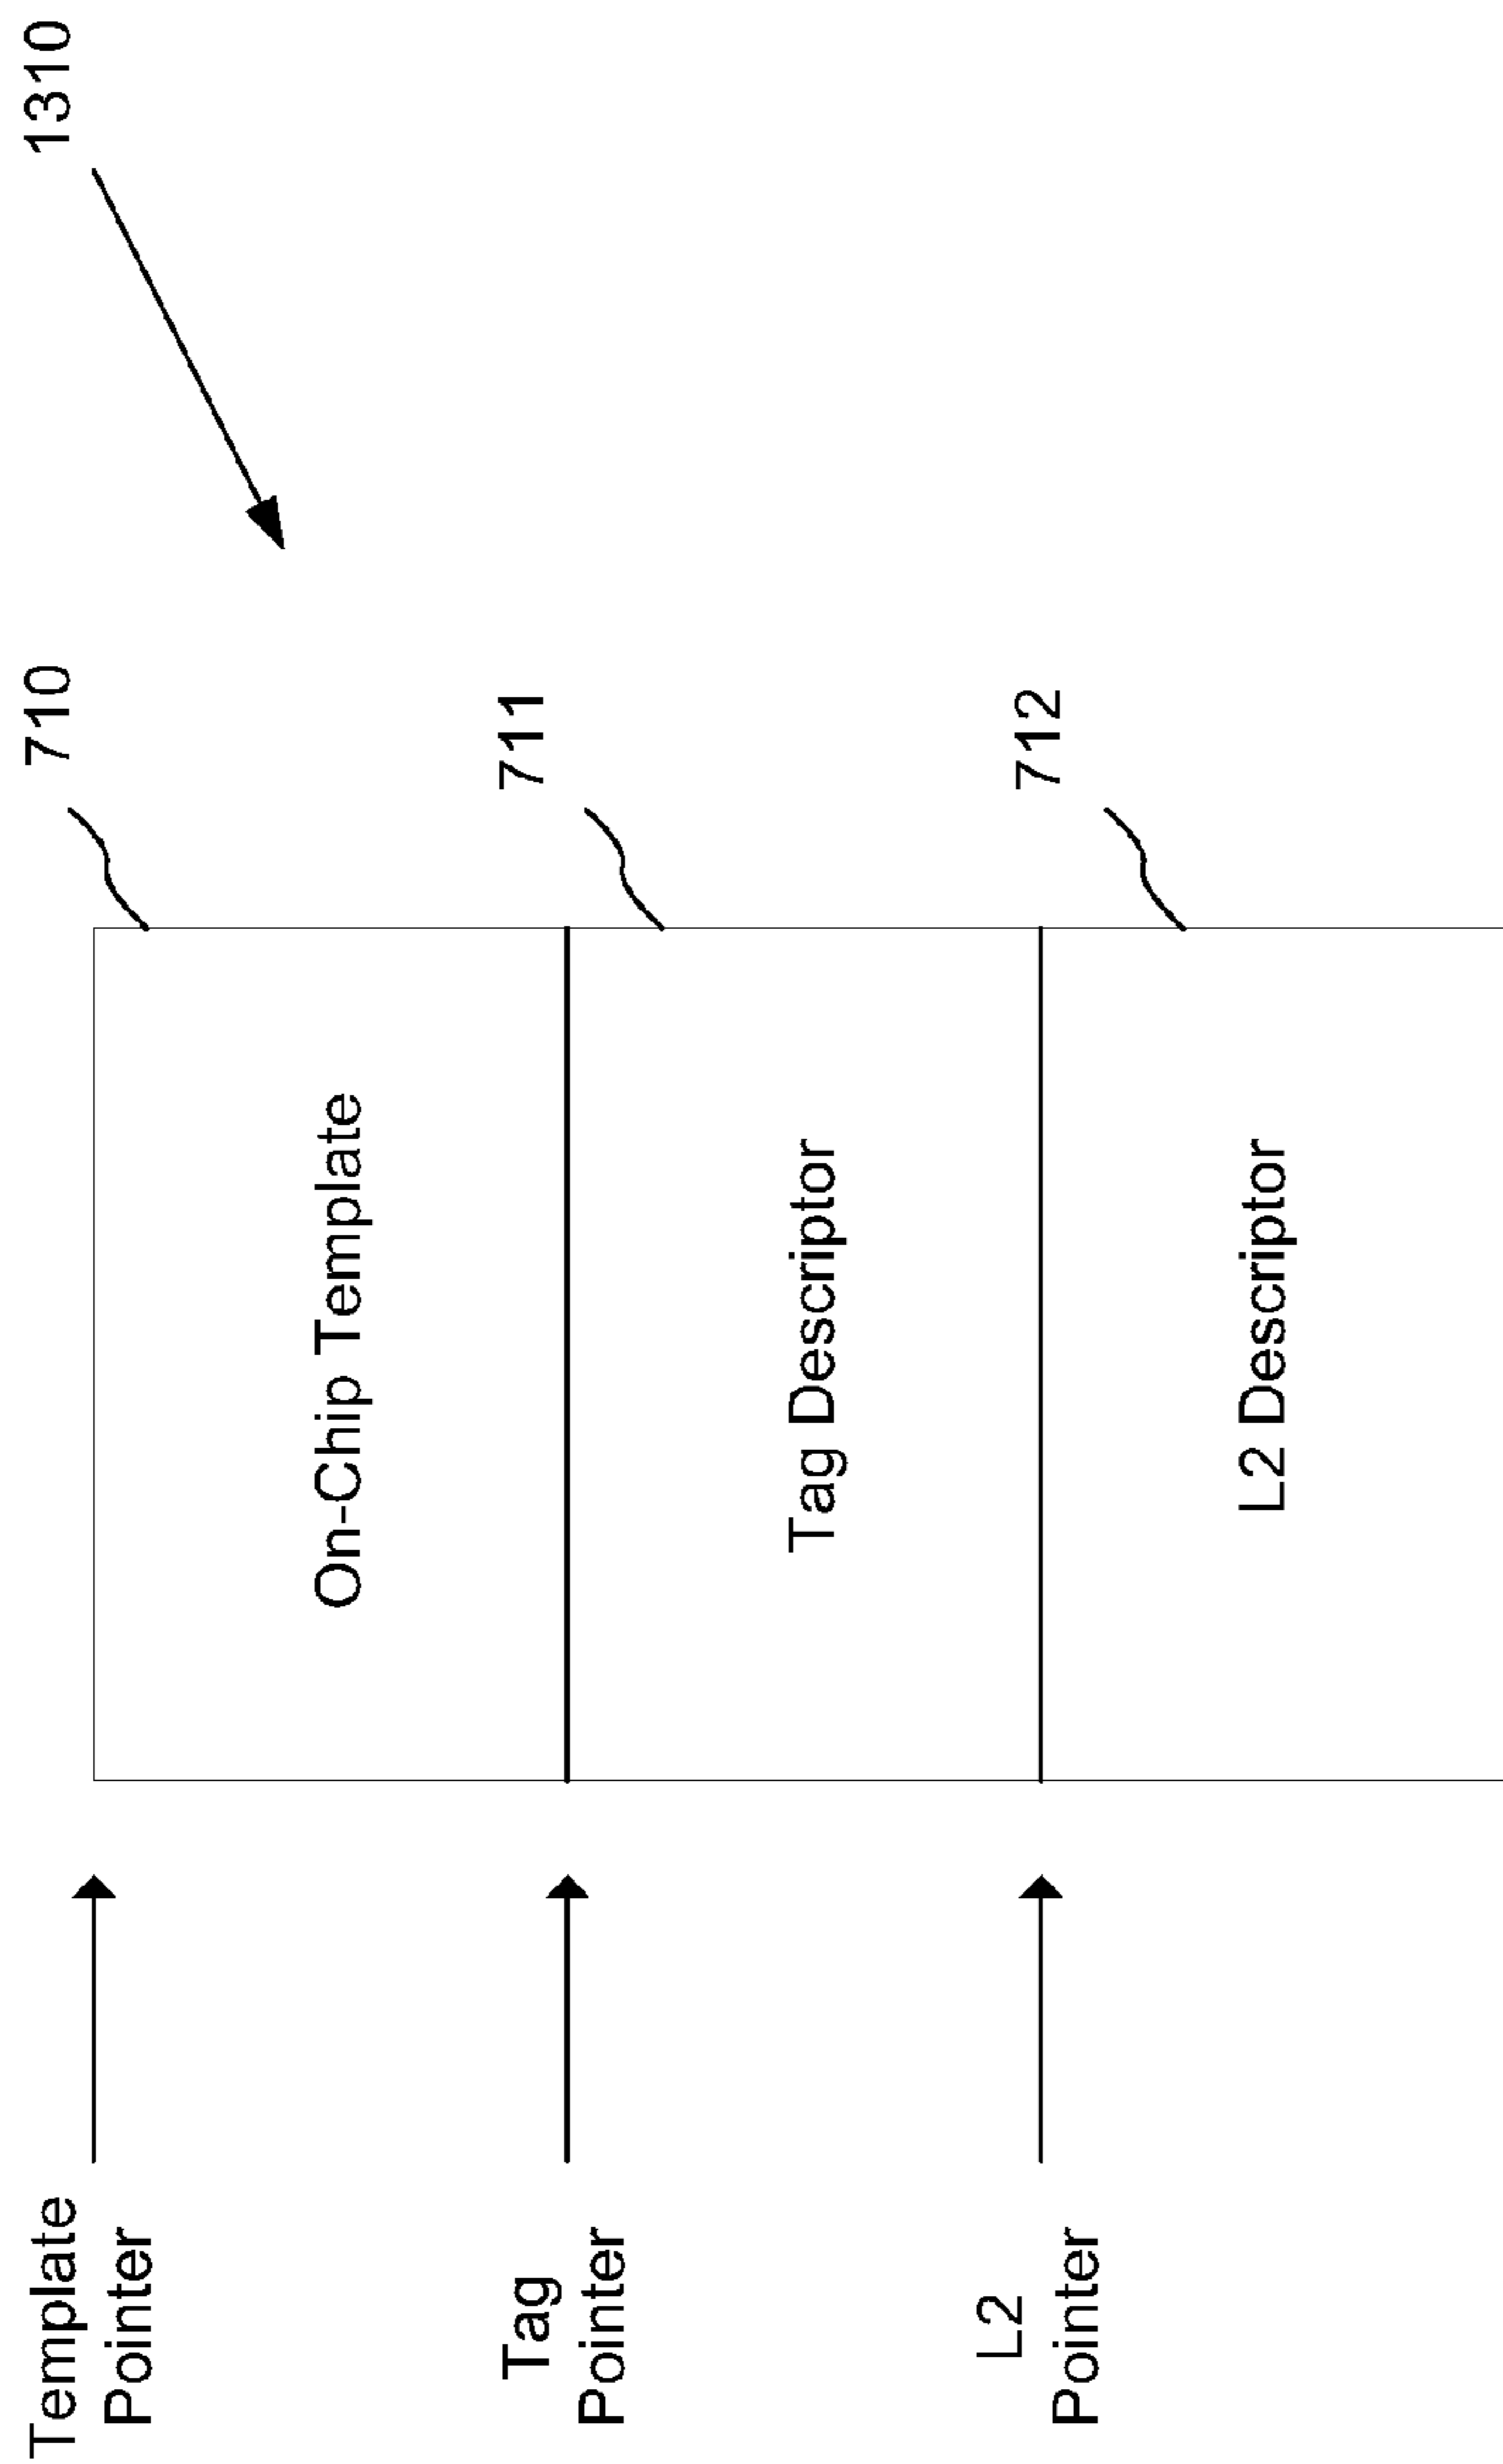 1310
Template
Pointer
On-Chip Template
710
Tag
Pointer
Tag Descriptor
711
L2
Pointer
L2 Descriptor
712